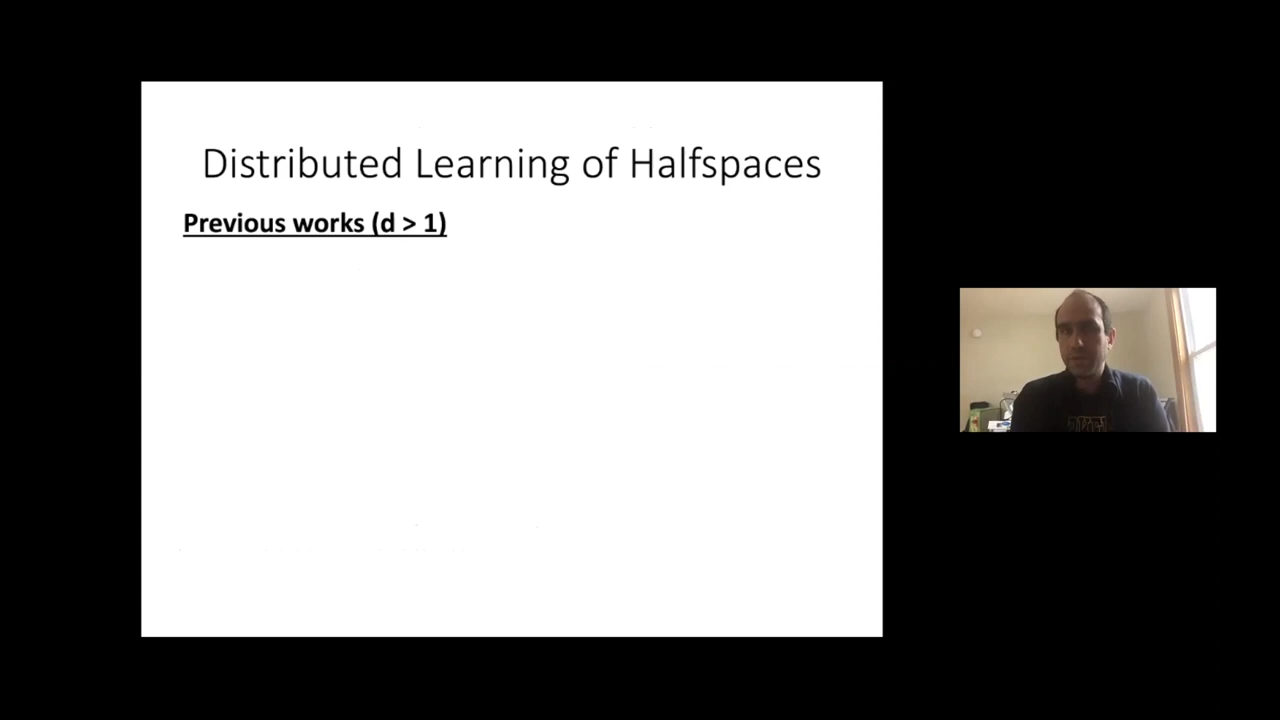 Distributed Learning of Halfspaces
Previous works (d > 1)